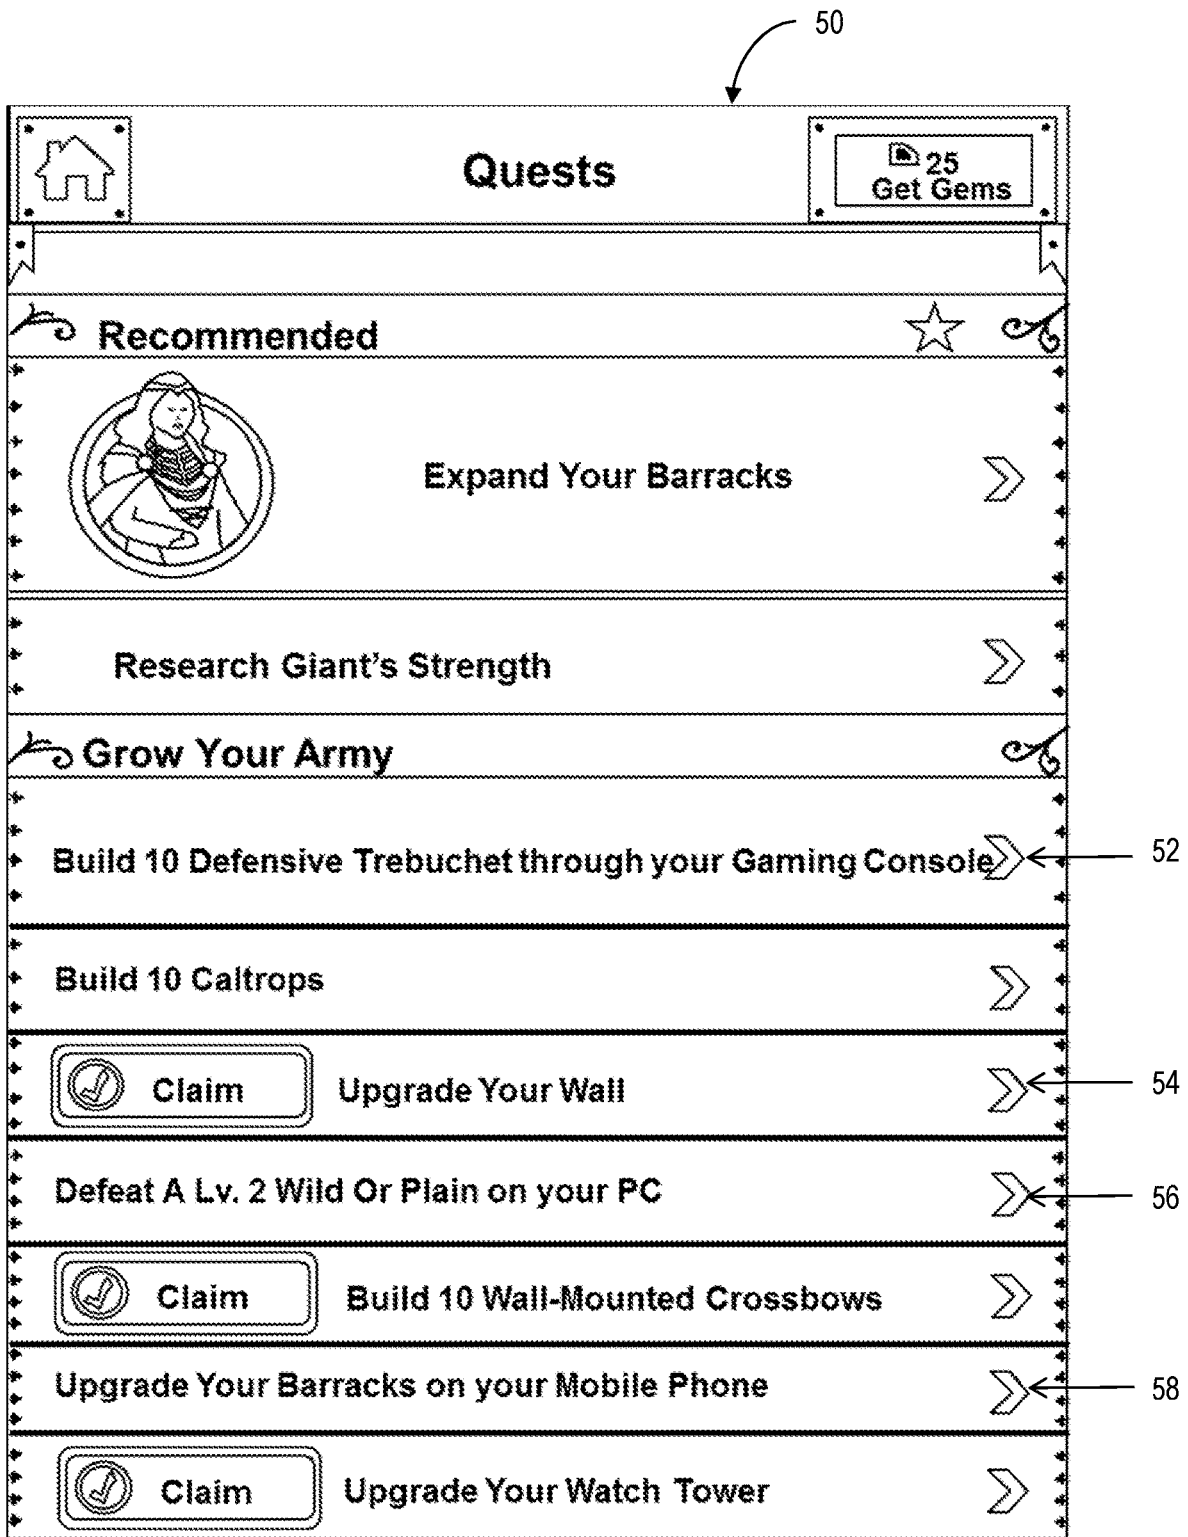 50
Quests
25
Get Gems
Recommended
Expand Your Barracks
Research Giant's Strength
Grow Your Army
Build 10 Defensive Trebuchet through your Gaming Console
52
Build 10 Caltrops
Claim Upgrade Your Wall
54
Defeat A Lv. 2 Wild Or Plain on your PC
56
Claim Build 10 Wall-Mounted Crossbows
Upgrade Your Barracks on your Mobile Phone
58
Claim Upgrade Your Watch Tower